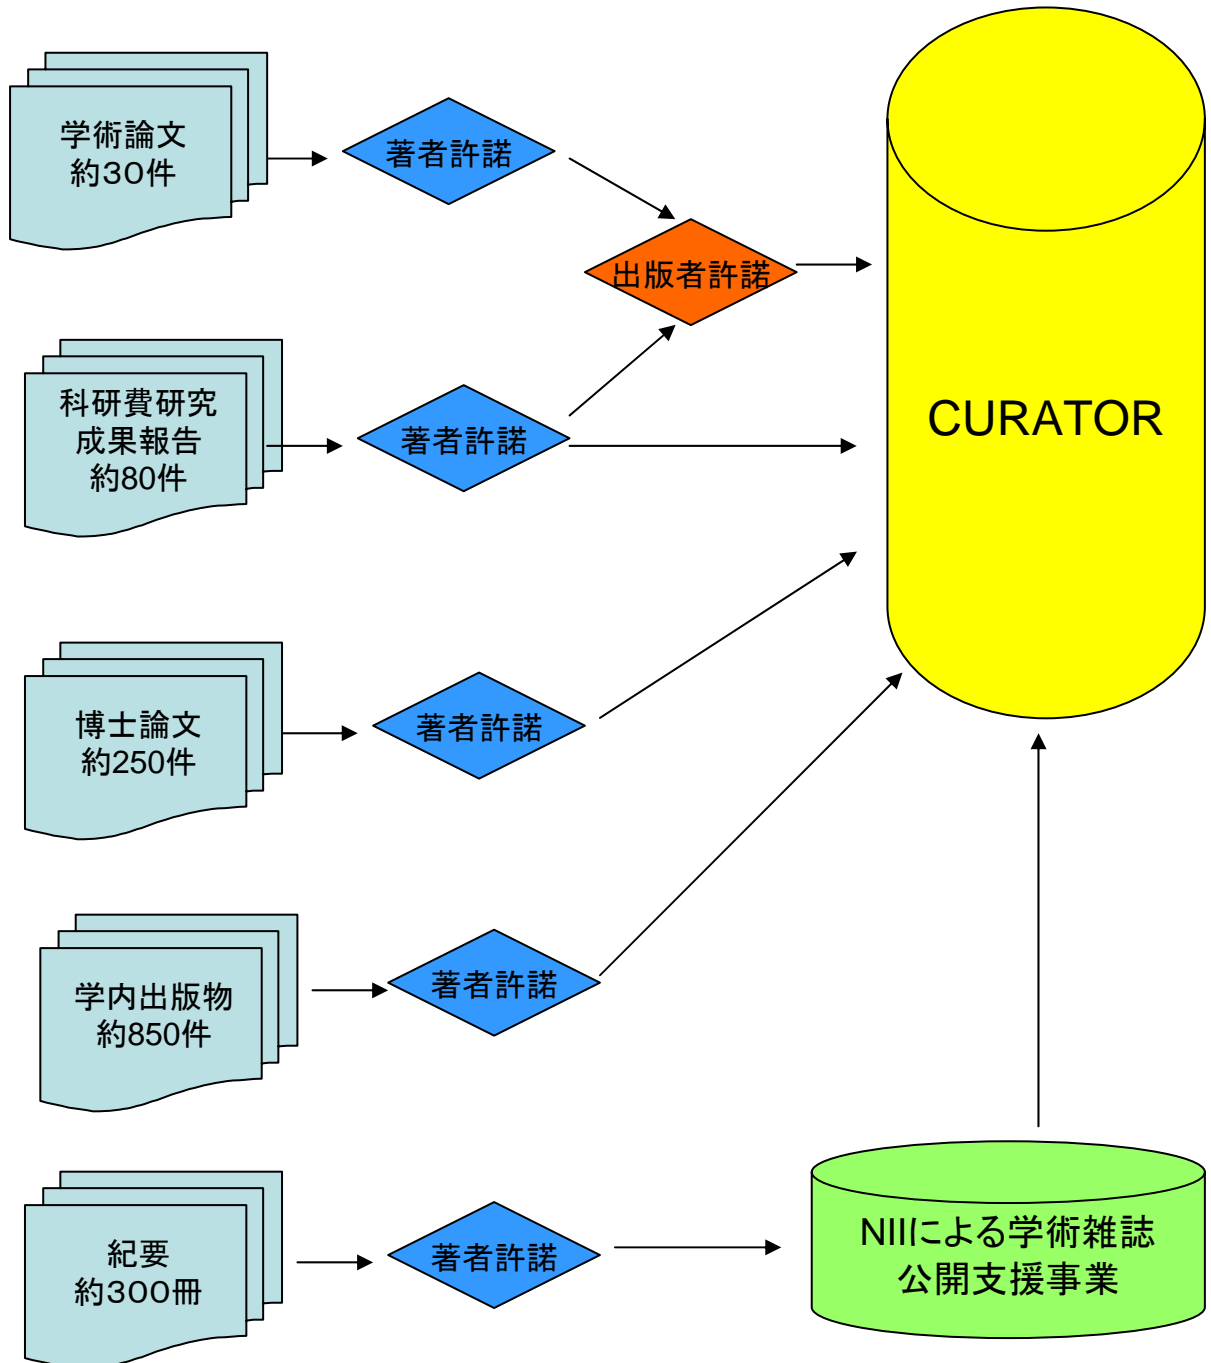 学術論文
約３０件
著者許諾
出版者許諾
CURATOR
科研費研究
成果報告
約80件
著者許諾
博士論文
約250件
著者許諾
学内出版物
約850件
著者許諾
紀要
約３００冊
著者許諾
NIIによる学術雑誌
公開支援事業